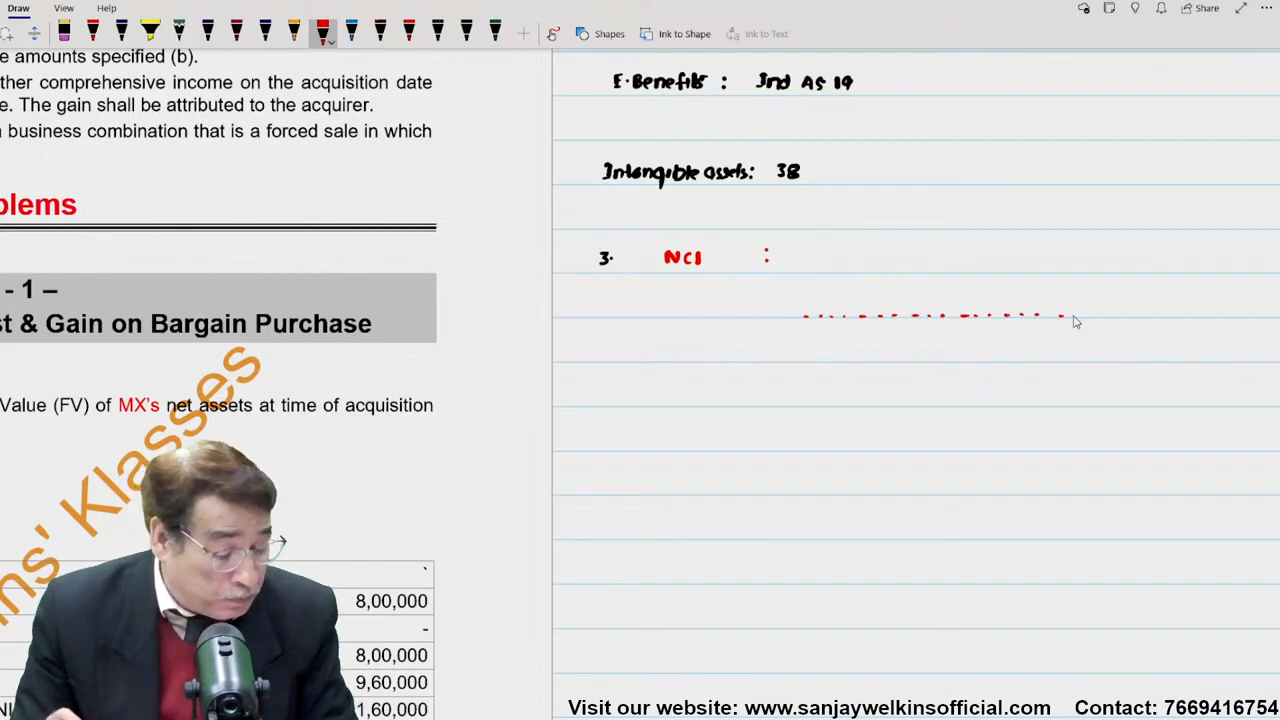 Draw View Help
Share
Shapes Ink to Shape Ink to Text
e amounts specified (b).
ther comprehensive income on the acquisition date
e. The gain shall be attributed to the acquirer.
a business combination that is a forced sale in which
blems
- 1 –
st & Gain on Bargain Purchase
Value (FV) of MX's net assets at time of acquisition
ns' Klasses
`
8,00,000
-
8,00,000
9,60,000
1,60,000
E. Benefits : Ind AS 19
Intangible assets: 38
3. NCI :
Visit our website: www.sanjaywelkinsofficial.com Contact: 7669416754